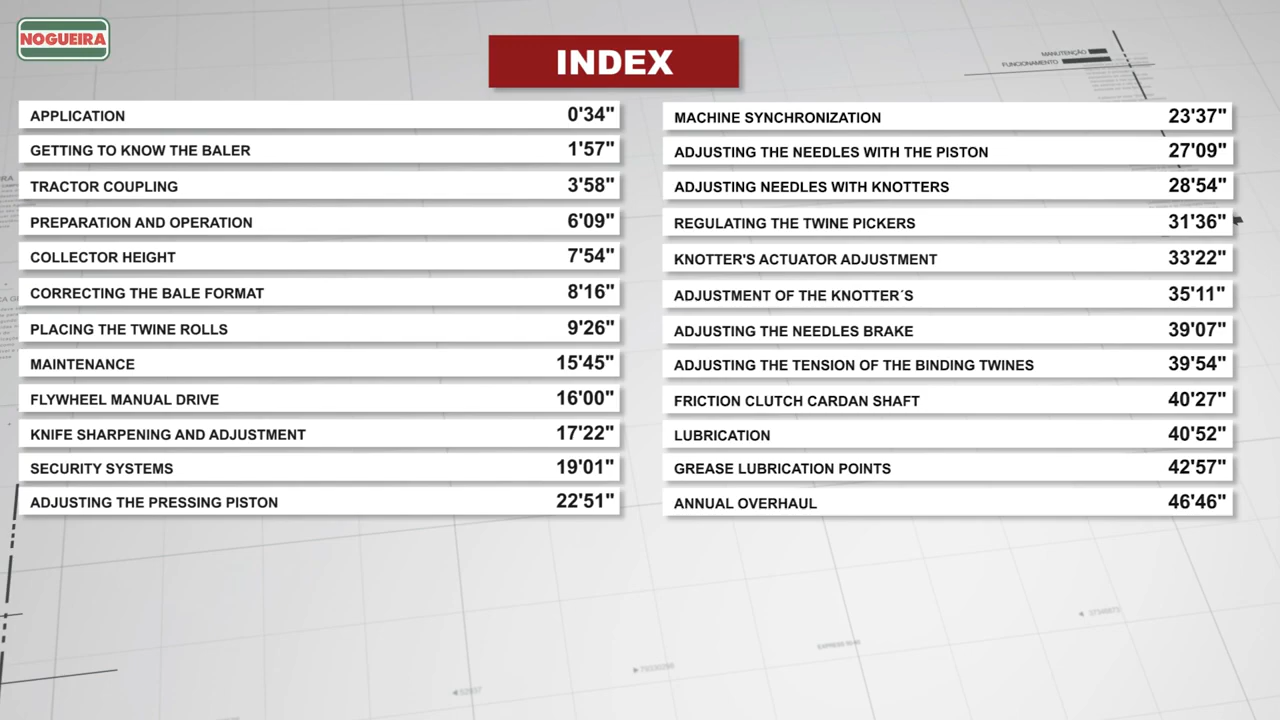 NOGUEIRA
INDEX
MANUTENÇÃO
FUNCIONAMENTO
APPLICATION 0'34"
GETTING TO KNOW THE BALER 1'57"
TRACTOR COUPLING 3'58"
PREPARATION AND OPERATION 6'09"
COLLECTOR HEIGHT 7'54"
CORRECTING THE BALE FORMAT 8'16"
PLACING THE TWINE ROLLS 9'26"
MAINTENANCE 15'45"
FLYWHEEL MANUAL DRIVE 16'00"
KNIFE SHARPENING AND ADJUSTMENT 17'22"
SECURITY SYSTEMS 19'01"
ADJUSTING THE PRESSING PISTON 22'51"
MACHINE SYNCHRONIZATION 23'37"
ADJUSTING THE NEEDLES WITH THE PISTON 27'09"
ADJUSTING NEEDLES WITH KNOTTERS 28'54"
REGULATING THE TWINE PICKERS 31'36"
KNOTTER'S ACTUATOR ADJUSTMENT 33'22"
ADJUSTMENT OF THE KNOTTER´S 35'11"
ADJUSTING THE NEEDLES BRAKE 39'07"
ADJUSTING THE TENSION OF THE BINDING TWINES 39'54"
FRICTION CLUTCH CARDAN SHAFT 40'27"
LUBRICATION 40'52"
GREASE LUBRICATION POINTS 42'57"
ANNUAL OVERHAUL 46'46"